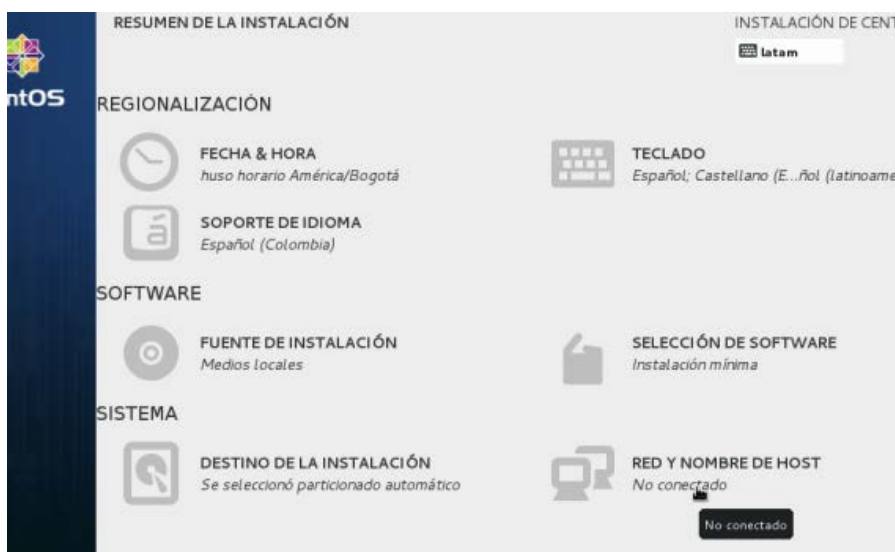 RESUMEN DE LA INSTALACIÓN
INSTALACIÓN DE CENT
latam
ntOS
REGIONALIZACIÓN
FECHA & HORA
huso horario América/Bogotá
TECLADO
Español; Castellano (E...ñol (latinoame
SOPORTE DE IDIOMA
Español (Colombia)
SOFTWARE
FUENTE DE INSTALACIÓN
Medios locales
SELECCIÓN DE SOFTWARE
Instalación mínima
SISTEMA
DESTINO DE LA INSTALACIÓN
Se seleccionó particionado automático
RED Y NOMBRE DE HOST
No conectado
No conectado